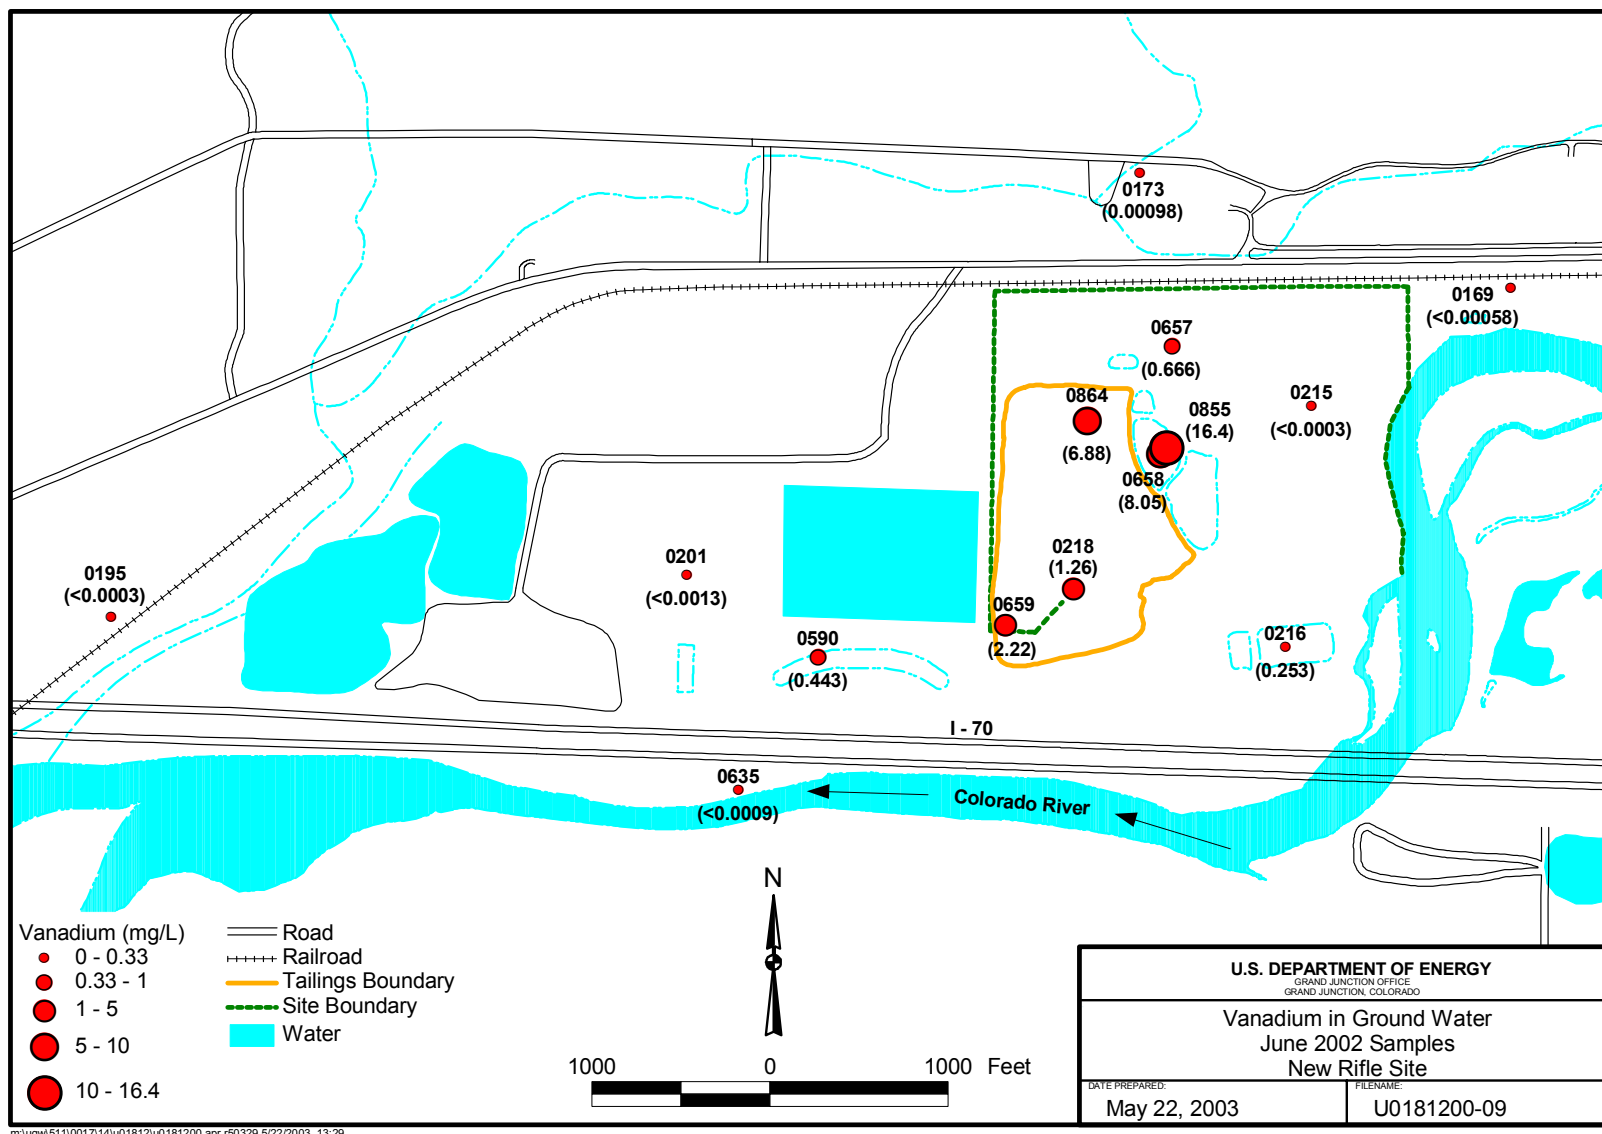 0173
(0.00098)
0169
(<0.00058)
0657
(0.666)
0864
(6.88)
0855
(16.4)
0215
(<0.0003)
0658
(8.05)
0201
(<0.0013)
0195
(<0.0003)
0218
(1.26)
0659
(2.22)
0590
(0.443)
0216
(0.253)
I - 70
0635
(<0.0009)
Colorado River
N
Vanadium (mg/L)
0 - 0.33
0.33 - 1
1 - 5
5 - 10
10 - 16.4
Road
Railroad
Tailings Boundary
Site Boundary
Water
1000 0 1000 Feet
U.S. DEPARTMENT OF ENERGY
GRAND JUNCTION OFFICE
GRAND JUNCTION, COLORADO
Vanadium in Ground Water
June 2002 Samples
New Rifle Site
DATE PREPARED:
May 22, 2003
FILENAME:
U0181200-09